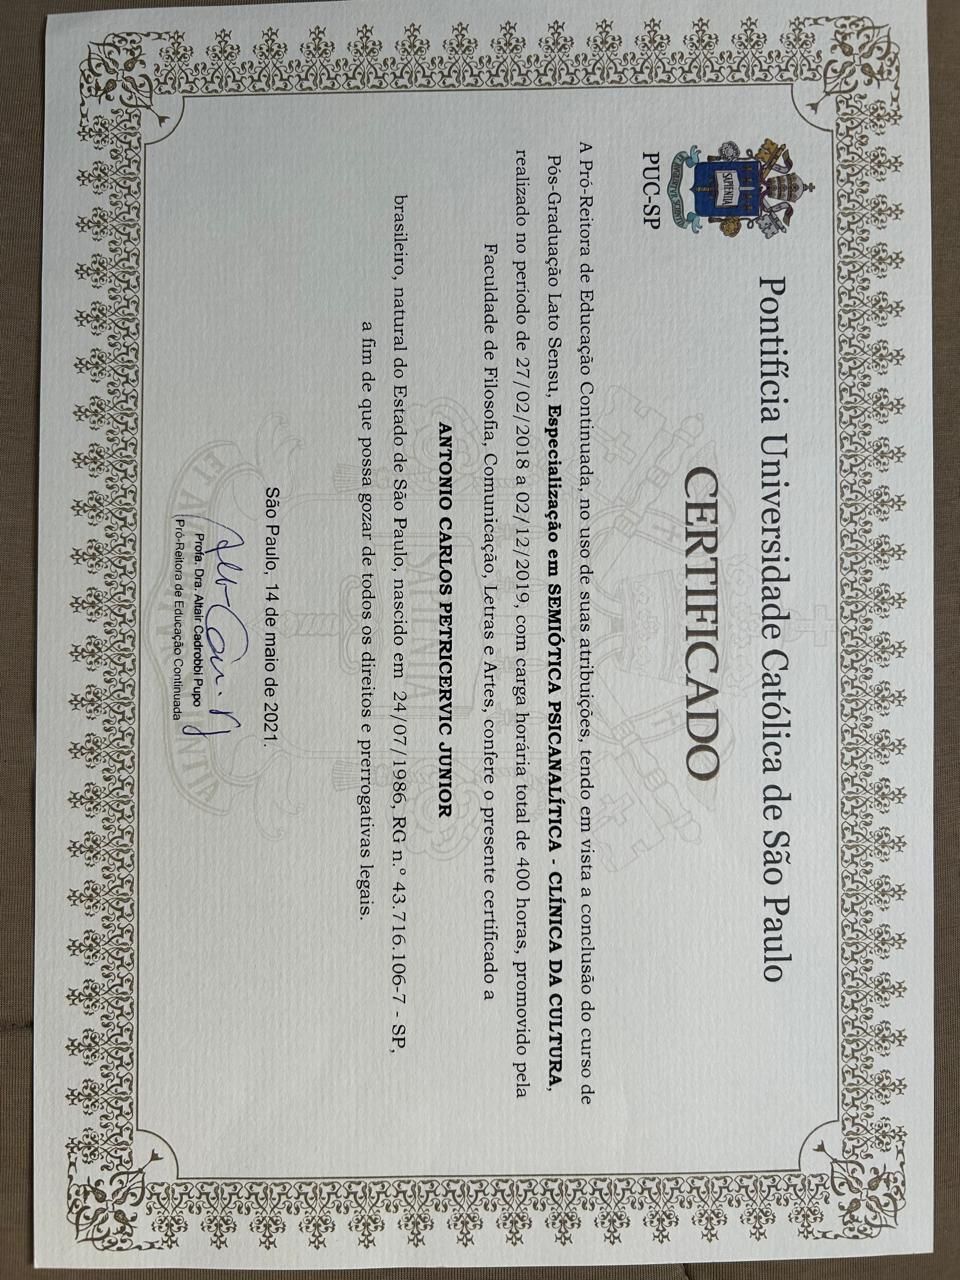 SAPIENTIA
ET AUGEBITUR SCIENTIA
PUC-SP
Pontifícia Universidade Católica de São Paulo
CERTIFICADO
A Pró-Reitora de Educação Continuada, no uso de suas atribuições, tendo em vista a conclusão do curso de
Pós-Graduação Lato Sensu, Especialização em SEMIÓTICA PSICANALÍTICA - CLÍNICA DA CULTURA,
realizado no período de 27/02/2018 a 02/12/2019, com carga horária total de 400 horas, promovido pela
Faculdade de Filosofia, Comunicação, Letras e Artes, confere o presente certificado a
ANTONIO CARLOS PETRICERVIC JUNIOR
brasileiro, natural do Estado de São Paulo, nascido em 24/07/1986, RG n.º 43.716.106-7 - SP,
a fim de que possa gozar de todos os direitos e prerrogativas legais.
São Paulo, 14 de maio de 2021.
Profa. Dra. Altair Cadrobbi Pupo
Pró-Reitora de Educação Continuada